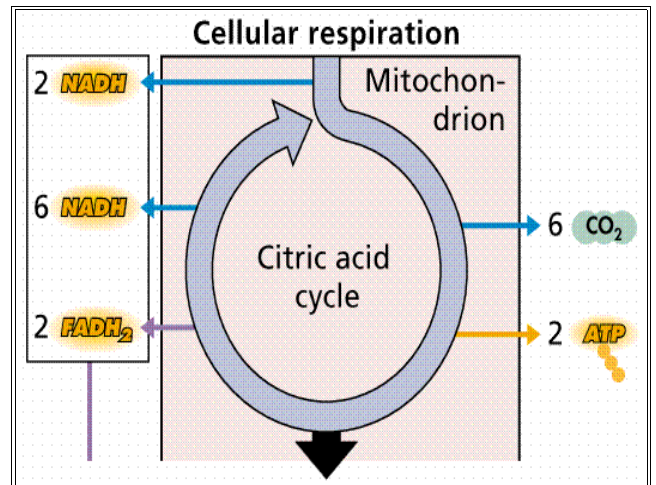 Cellular respiration
2 NADH
Mitochon-
drion
6 NADH
6 CO₂
Citric acid
cycle
2 FADH₂
2 ATP